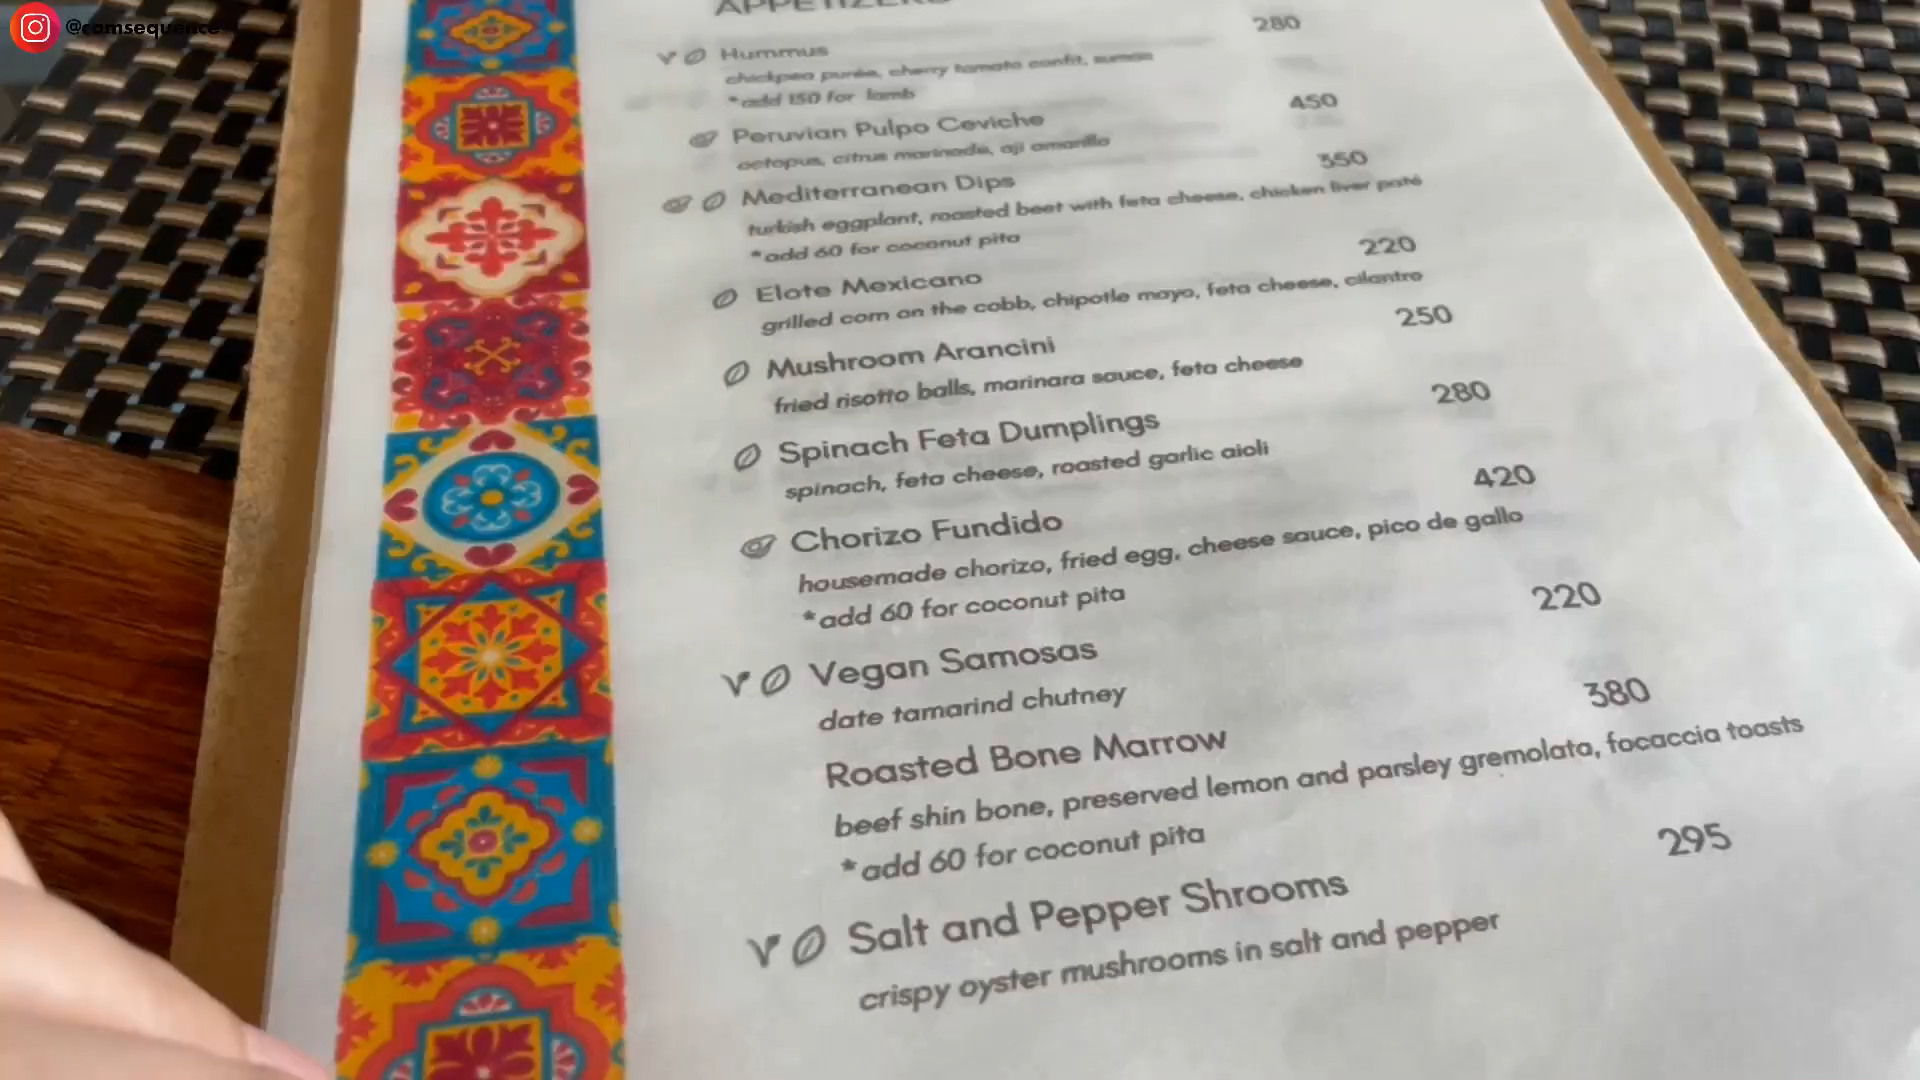 @camsequence
APPETIZERS
280
Hummus
chickpea purée, cherry tomato confit, sumac
*add 150 for lamb
450
Peruvian Pulpo Ceviche
octopus, citrus marinade, aji amarillo
350
Mediterranean Dips
turkish eggplant, roasted beet with feta cheese, chicken liver paté
*add 60 for coconut pita
220
Elote Mexicano
grilled corn on the cobb, chipotle mayo, feta cheese, cilantro
250
Mushroom Arancini
fried risotto balls, marinara sauce, feta cheese
280
Spinach Feta Dumplings
spinach, feta cheese, roasted garlic aioli
420
Chorizo Fundido
housemade chorizo, fried egg, cheese sauce, pico de gallo
*add 60 for coconut pita
220
V Vegan Samosas
date tamarind chutney
380
Roasted Bone Marrow
beef shin bone, preserved lemon and parsley gremolata, focaccia toasts
*add 60 for coconut pita
295
V Salt and Pepper Shrooms
crispy oyster mushrooms in salt and pepper